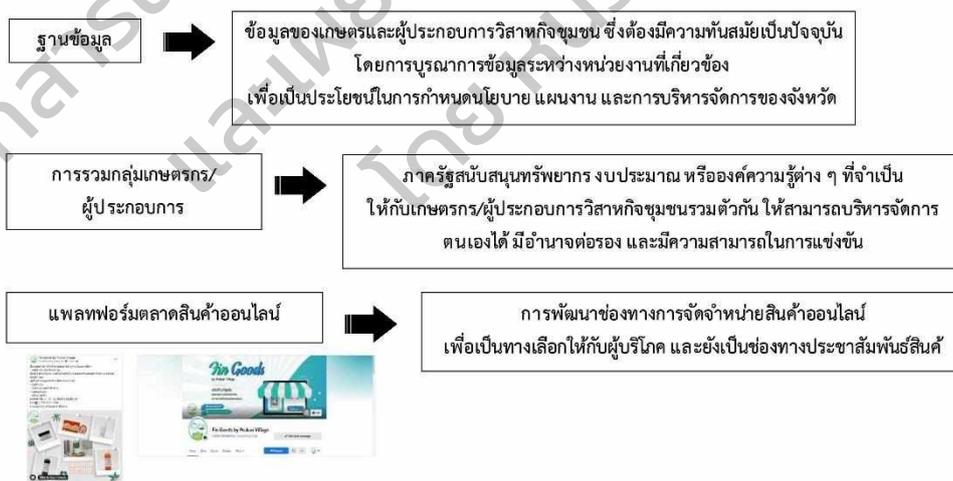 ฐานข้อมูล
ข้อมูลของเกษตรและผู้ประกอบการวิสาหกิจชุมชน ซึ่งต้องมีความทันสมัยเป็นปัจจุบัน
โดยการบูรณาการข้อมูลระหว่างหน่วยงานที่เกี่ยวข้อง
เพื่อเป็นประโยชน์ในการกำหนดนโยบาย แผนงาน และการบริหารจัดการของจังหวัด
การรวมกลุ่มเกษตรกร/
ผู้ประกอบการ
ภาครัฐสนับสนุนทรัพยากร งบประมาณ หรือองค์ความรู้ต่าง ๆ ที่จำเป็น
ให้กับเกษตรกร/ผู้ประกอบการวิสาหกิจชุมชนรวมตัวกัน ให้สามารถบริหารจัดการ
ตนเองได้ มีอำนาจต่อรอง และมีความสามารถในการแข่งขัน
แพลทฟอร์มตลาดสินค้าออนไลน์
การพัฒนาช่องทางการจัดจำหน่ายสินค้าออนไลน์
เพื่อเป็นทางเลือกให้กับผู้บริโภค และยังเป็นช่องทางประชาสัมพันธ์สินค้
Fin Goods